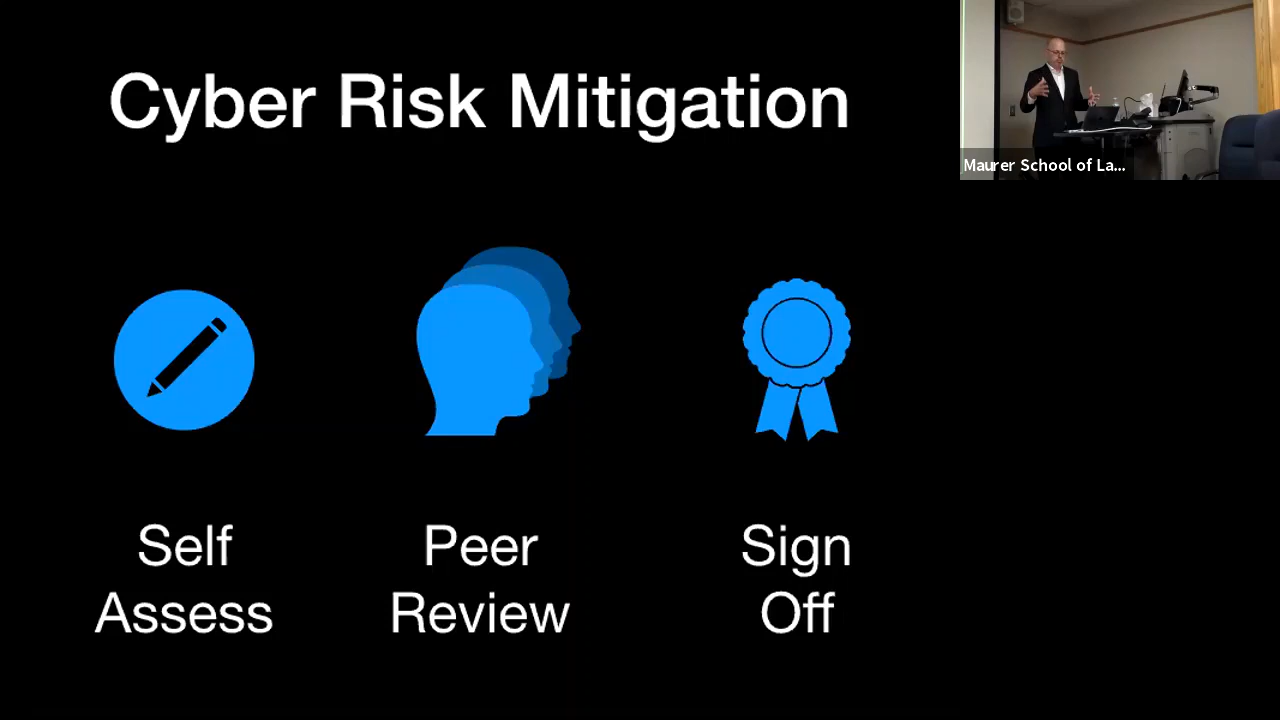 Cyber Risk Mitigation
Maurer School of La...
Self
Assess
Peer
Review
Sign
Off